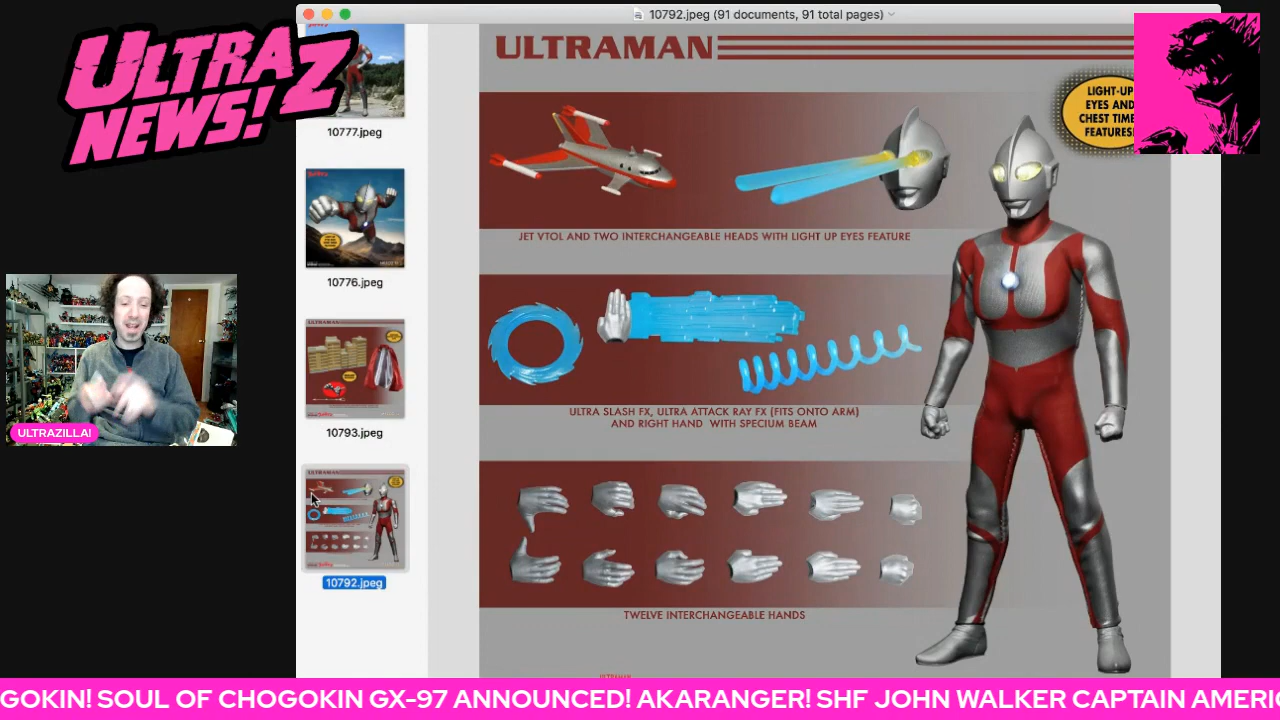 ULTRA Z
NEWS!
10792.jpeg (91 documents, 91 total pages)
10777.jpeg
10776.jpeg
ULTRAMAN
10793.jpeg
10792.jpeg
ULTRAMAN
LIGHT-UP
EYES AND
CHEST TIME
FEATURES!
JET VTOL AND TWO INTERCHANGEABLE HEADS WITH LIGHT UP EYES FEATURE
ULTRA SLASH FX, ULTRA ATTACK RAY FX (FITS ONTO ARM)
AND RIGHT HAND WITH SPECIUM BEAM
TWELVE INTERCHANGEABLE HANDS
ULTRAZILLA!
GOKIN! SOUL OF CHOGOKIN GX-97 ANNOUNCED! AKARANGER! SHF JOHN WALKER CAPTAIN AMERIC